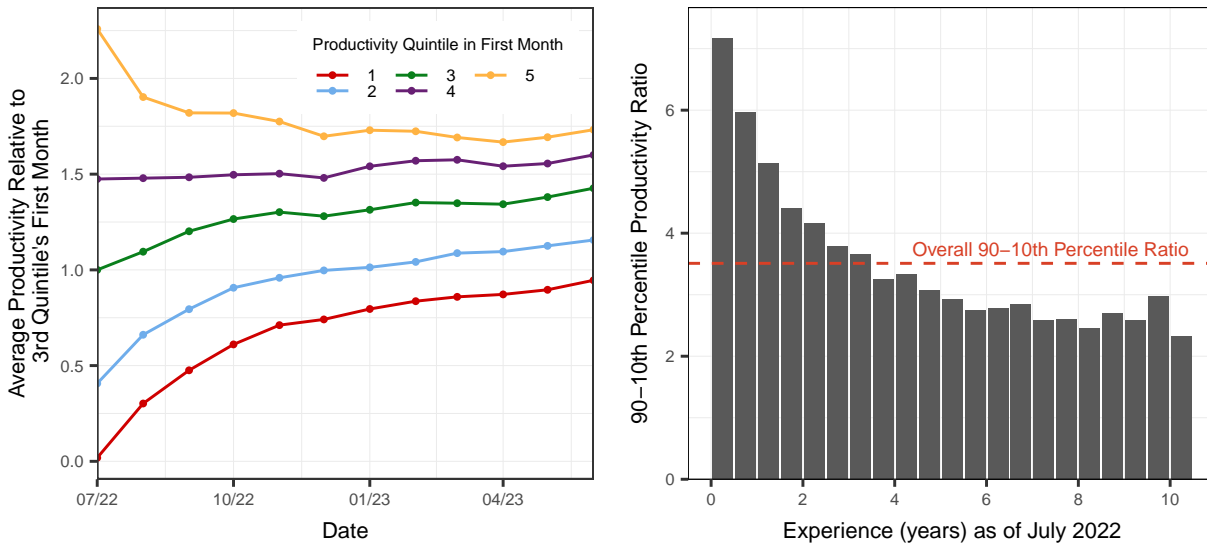 Average Productivity Relative to
3rd Quintile's First Month
2.0
1.5
1.0
0.5
0.0
Productivity Quintile in First Month
1 3 5
2 4
07/22 10/22 01/23 04/23
Date
90−10th Percentile Productivity Ratio
6
4
2
0
Overall 90−10th Percentile Ratio
0 2 4 6 8 10
Experience (years) as of July 2022